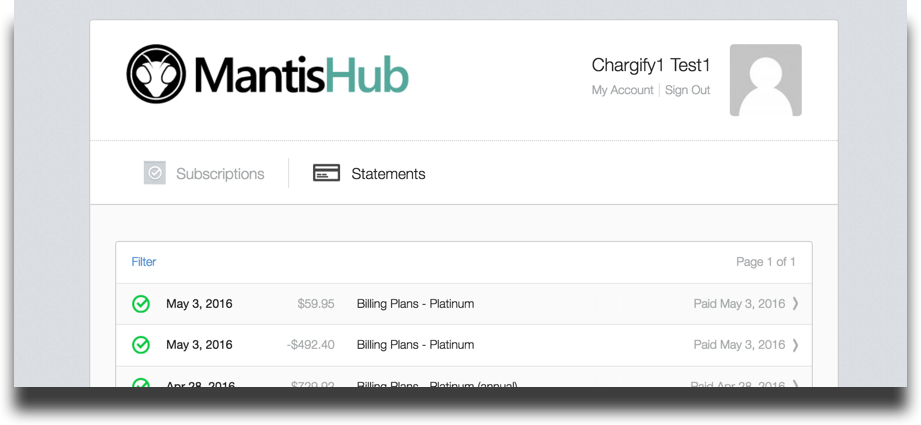 MantisHub
Chargify1 Test1
My Account | Sign Out
Subscriptions
Statements
Filter
Page 1 of 1
May 3, 2016 $59.95 Billing Plans - Platinum Paid May 3, 2016
May 3, 2016 -$492.40 Billing Plans - Platinum Paid May 3, 2016
Apr 28, 2016 $729.92 Billing Plans - Platinum (annual) Paid Apr 28, 2016